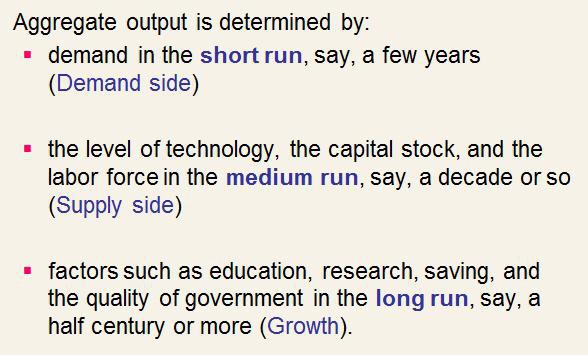 Aggregate output is determined by:
▪ demand in the short run, say, a few years
(Demand side)
▪ the level of technology, the capital stock, and the
labor force in the medium run, say, a decade or so
(Supply side)
▪ factors such as education, research, saving, and
the quality of government in the long run, say, a
half century or more (Growth).